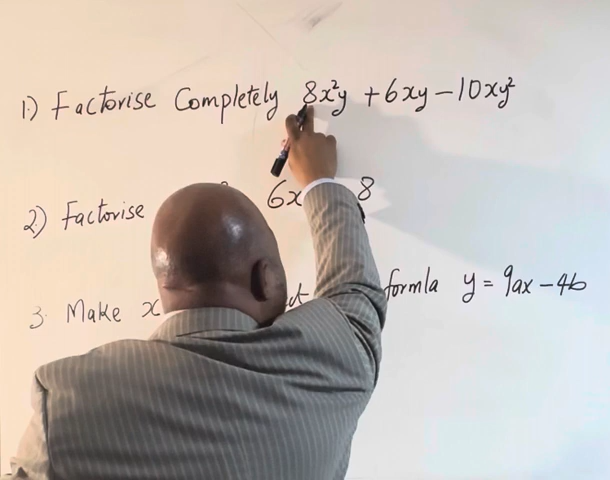 1) Factorise Completely 8x²y + 6xy - 10xy²
2) Factorise 6x 8
3. Make x formla y = 9ax - 4b